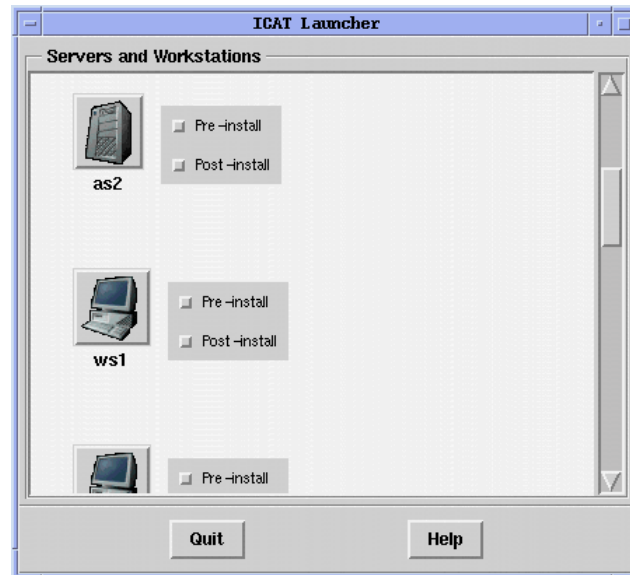 ICAT Launcher
Servers and Workstations
Pre-install
Post-install
as2
Pre-install
Post-install
ws1
Pre-install
Quit
Help